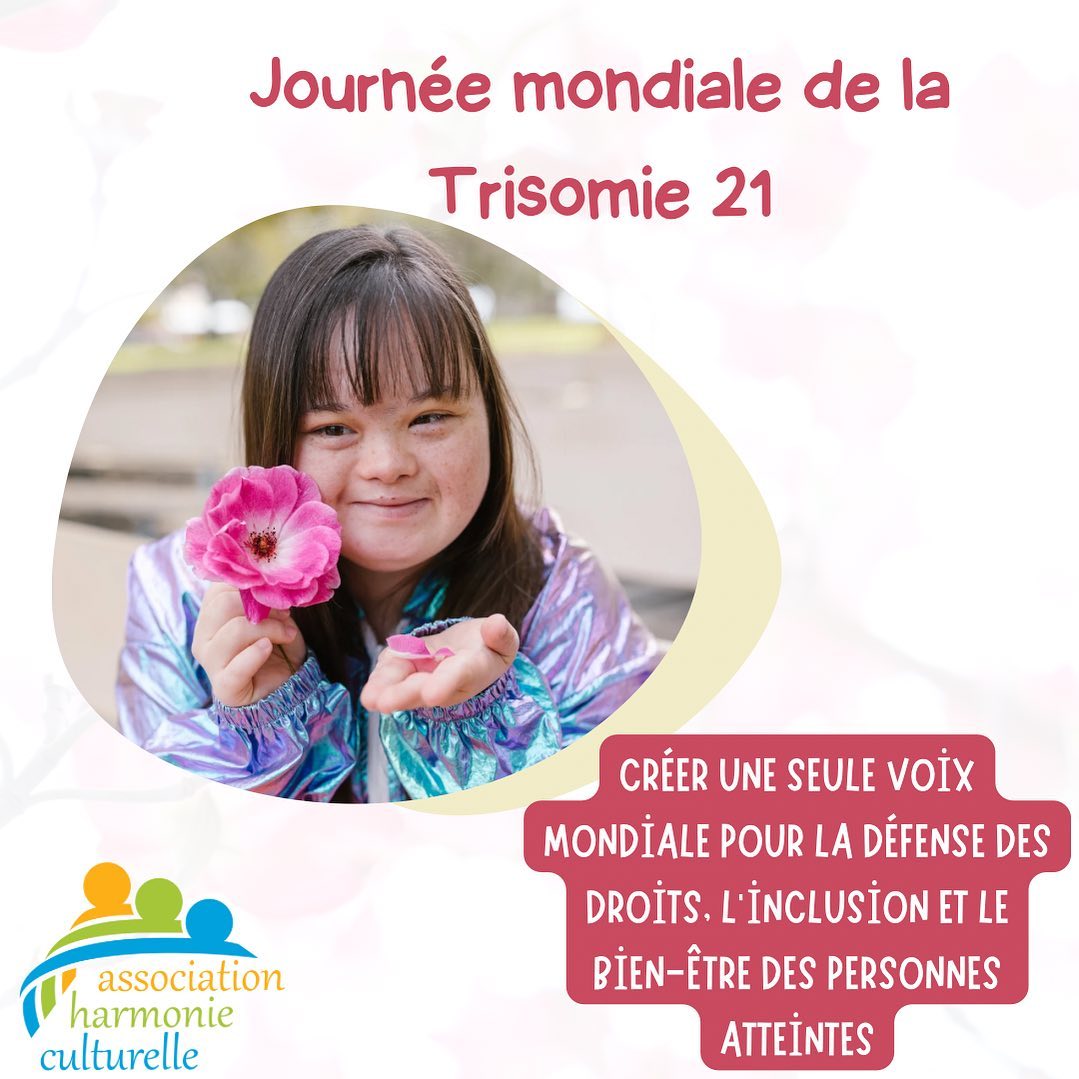 Journée mondiale de la
Trisomie 21
CRÉER UNE SEULE VOIX
MONDIALE POUR LA DÉFENSE DES
DROITS, L'INCLUSION ET LE
BIEN-ÊTRE DES PERSONNES
ATTEINTES
association
harmonie
culturelle